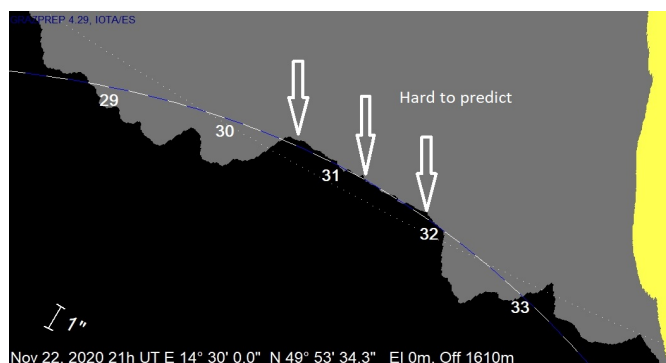 GRAZPREP 4.29, IOTA/ES
Hard to predict
29
30
31
32
33
1"
Nov 22, 2020 21h UT E 14° 30' 0.0" N 49° 53' 34.3" El 0m, Off 1610m